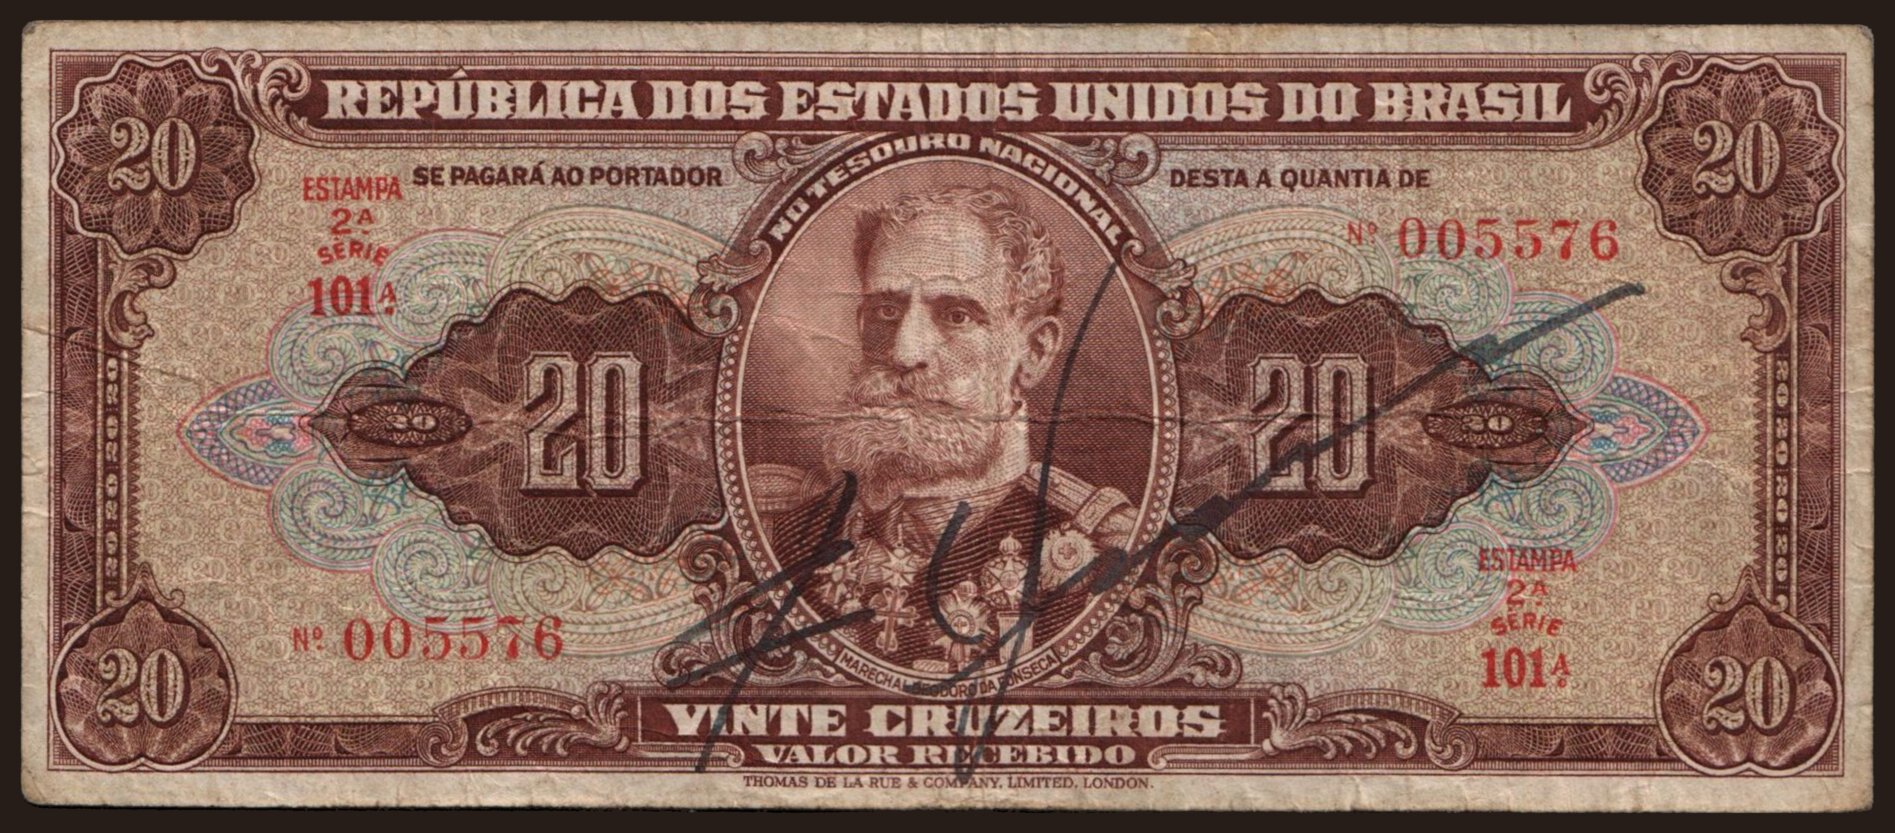 REPÚBLICA DOS ESTADOS UNIDOS DO BRASIL
20
20
NO TESOURO NACIONAL
SE PAGARÁ AO PORTADOR
DESTA A QUANTIA DE
ESTAMPA
2ª
SÉRIE
101ª
Nº 005576
20
20
20
20
ESTAMPA
2ª
SÉRIE
101ª
Nº 005576
MARECHAL DEODORO DA FONSECA
20
20
VINTE CRUZEIROS
VALOR RECEBIDO
THOMAS DE LA RUE & COMPANY, LIMITED, LONDON.